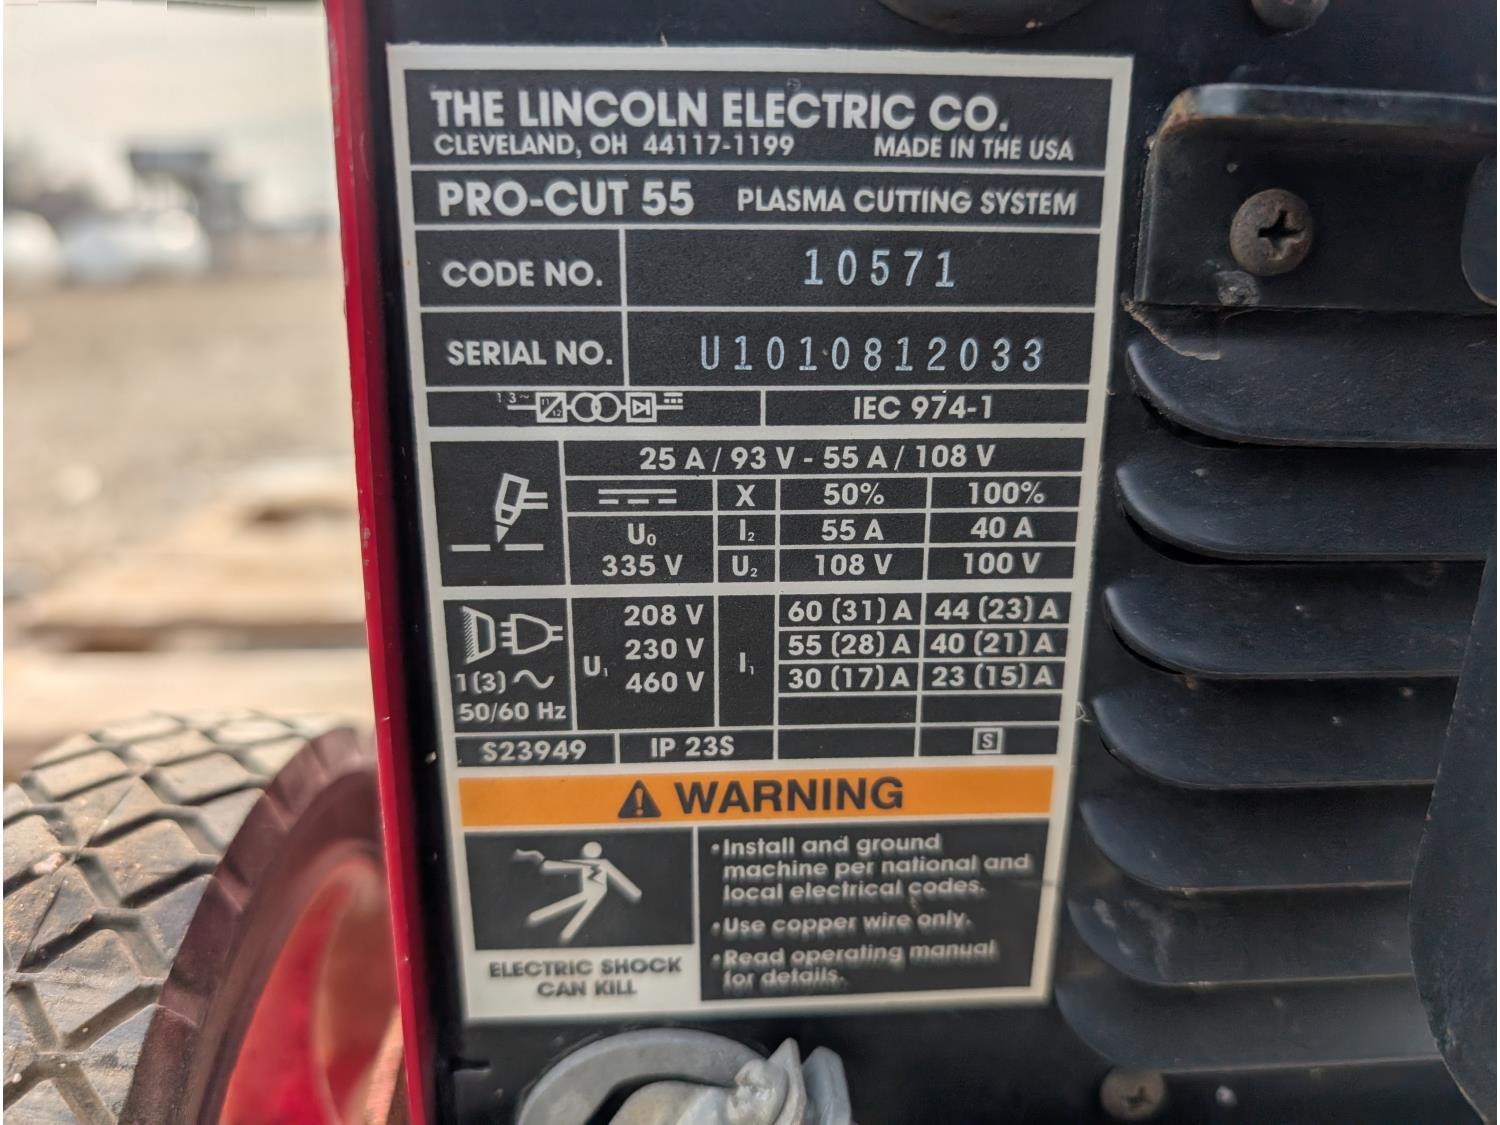 THE LINCOLN ELECTRIC CO.
CLEVELAND, OH 44117-1199 MADE IN THE USA
PRO-CUT 55 PLASMA CUTTING SYSTEM
CODE NO. 10571
SERIAL NO. U1010812033
1 3~ IEC 974-1
25 A / 93 V - 55 A / 108 V
X 50% 100%
U0 I2 55 A 40 A
335 V U2 108 V 100 V
208 V 60 (31) A 44 (23) A
U1 230 V I1 55 (28) A 40 (21) A
1(3) 460 V 30 (17) A 23 (15) A
50/60 Hz
S23949 IP 23S S
WARNING
•Install and ground
machine per national and
local electrical codes.
•Use copper wire only.
•Read operating manual
for details.
ELECTRIC SHOCK
CAN KILL